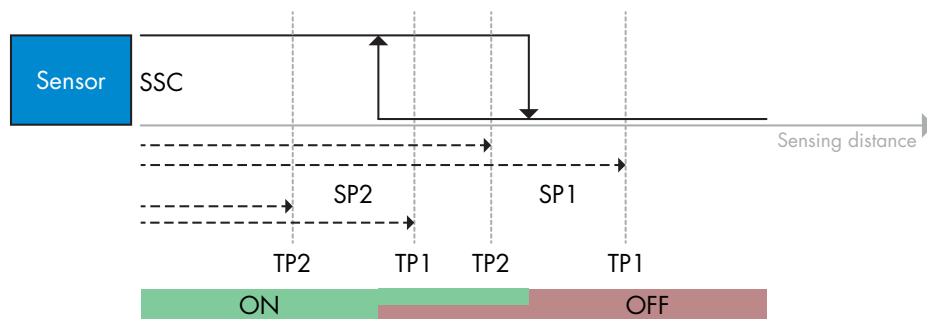 Sensor
SSC
Sensing distance
SP2 SP1
TP2 TP1 TP2 TP1
ON OFF